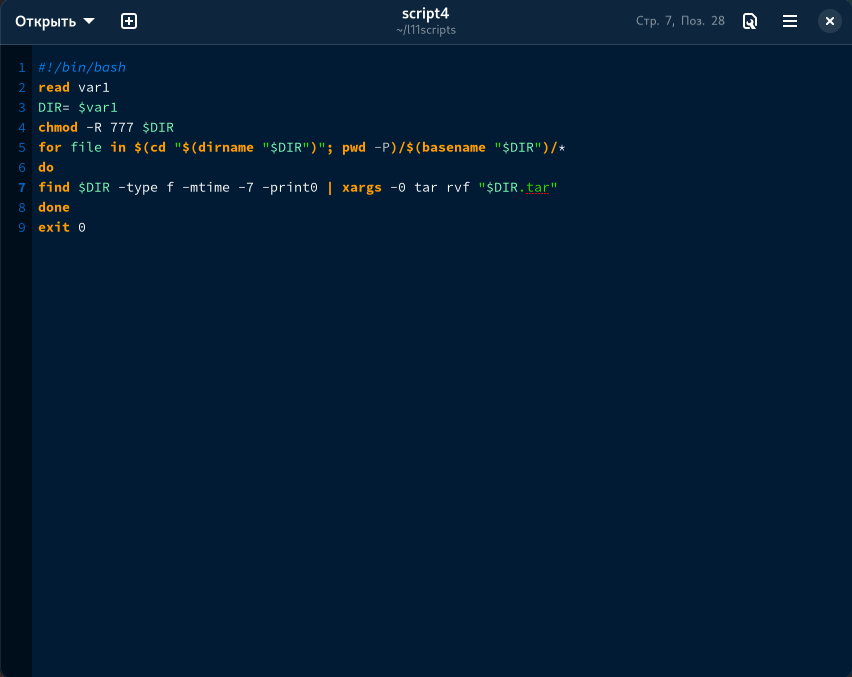 Открыть
script4
~/l11scripts
Стр. 7, Поз. 28
1 #!/bin/bash
2 read var1
3 DIR= $var1
4 chmod -R 777 $DIR
5 for file in $(cd "$(dirname "$DIR")"; pwd -P)/$(basename "$DIR")/*
6 do
7 find $DIR -type f -mtime -7 -print0 | xargs -0 tar rvf "$DIR.tar"
8 done
9 exit 0